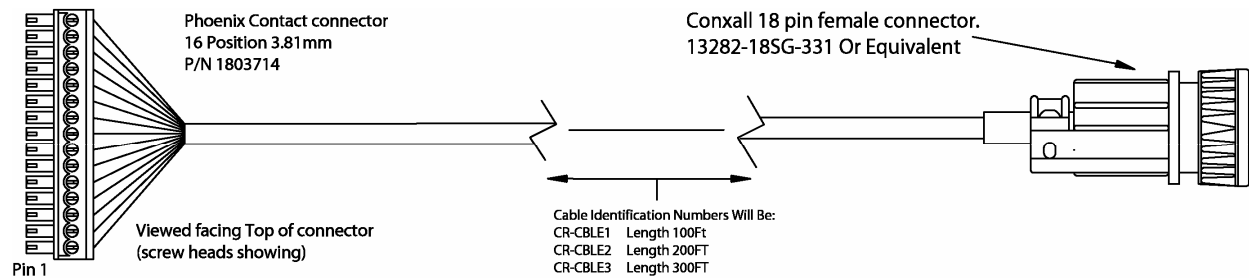 Phoenix Contact connector
16 Position 3.81mm
P/N 1803714
Conxall 18 pin female connector.
13282-18SG-331 Or Equivalent
Viewed facing Top of connector
(screw heads showing)
Pin 1
Cable Identification Numbers Will Be:
CR-CBLE1 Length 100Ft
CR-CBLE2 Length 200FT
CR-CBLE3 Length 300FT